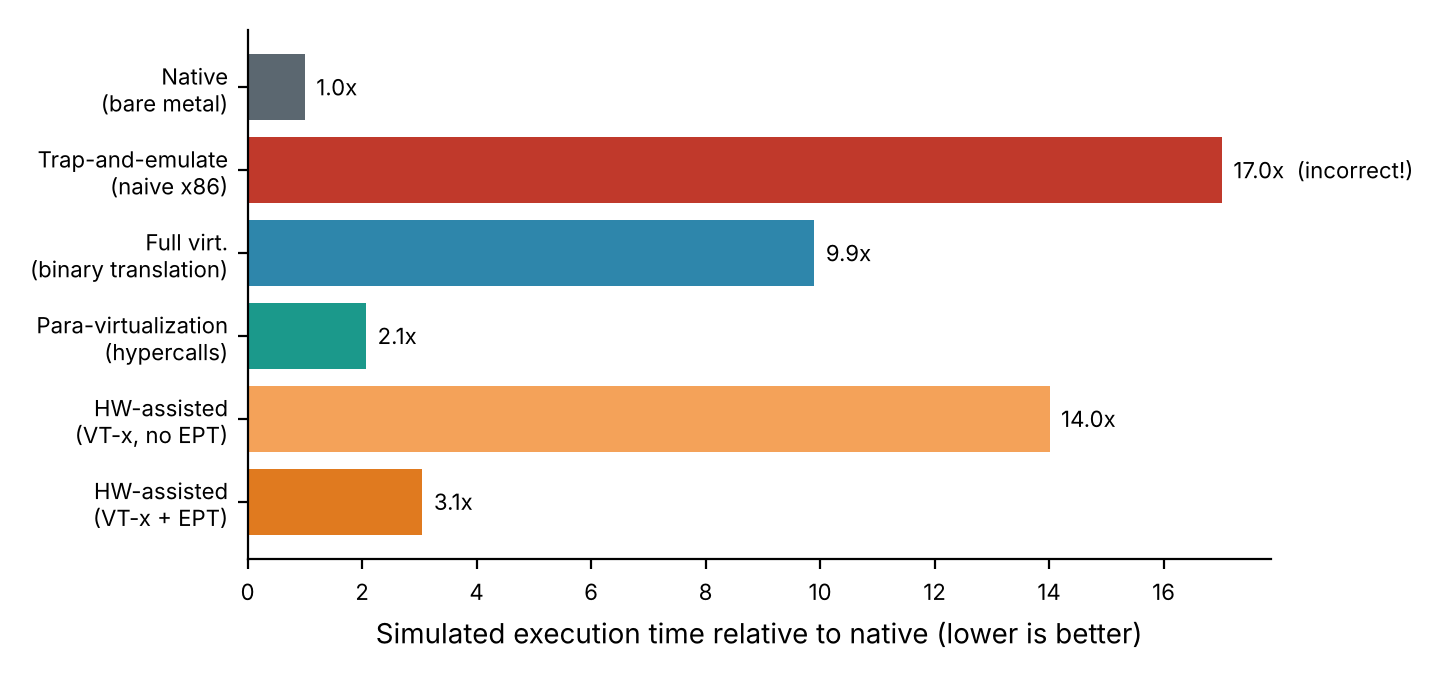 Native
(bare metal)
1.0x
Trap-and-emulate
(naive x86)
17.0x (incorrect!)
Full virt.
(binary translation)
9.9x
Para-virtualization
(hypercalls)
2.1x
HW-assisted
(VT-x, no EPT)
14.0x
HW-assisted
(VT-x + EPT)
3.1x
0 2 4 6 8 10 12 14 16
Simulated execution time relative to native (lower is better)